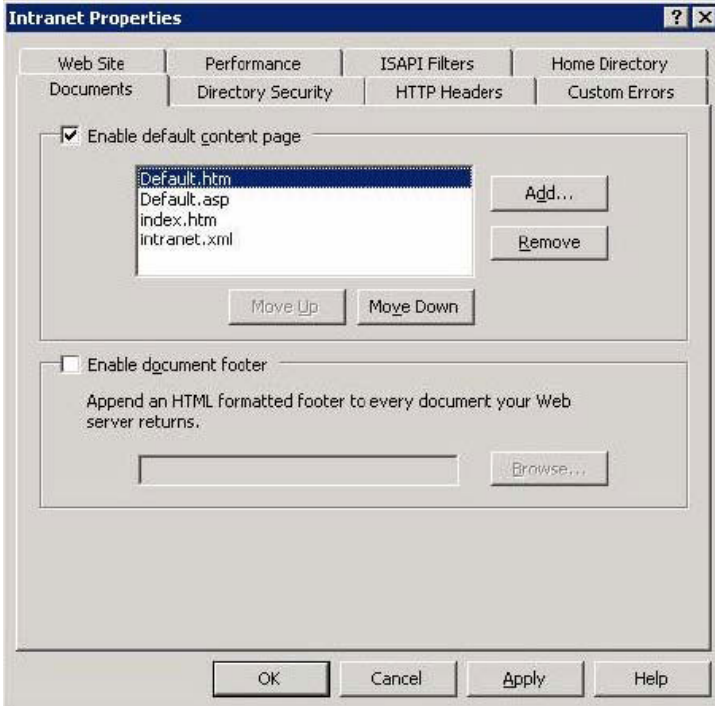 Intranet Properties
Web Site Performance ISAPI Filters Home Directory
Documents Directory Security HTTP Headers Custom Errors
Enable default content page
Default.htm
Default.asp
index.htm
intranet.xml
Add...
Remove
Move Up Move Down
Enable document footer
Append an HTML formatted footer to every document your Web
server returns.
Browse...
OK Cancel Apply Help